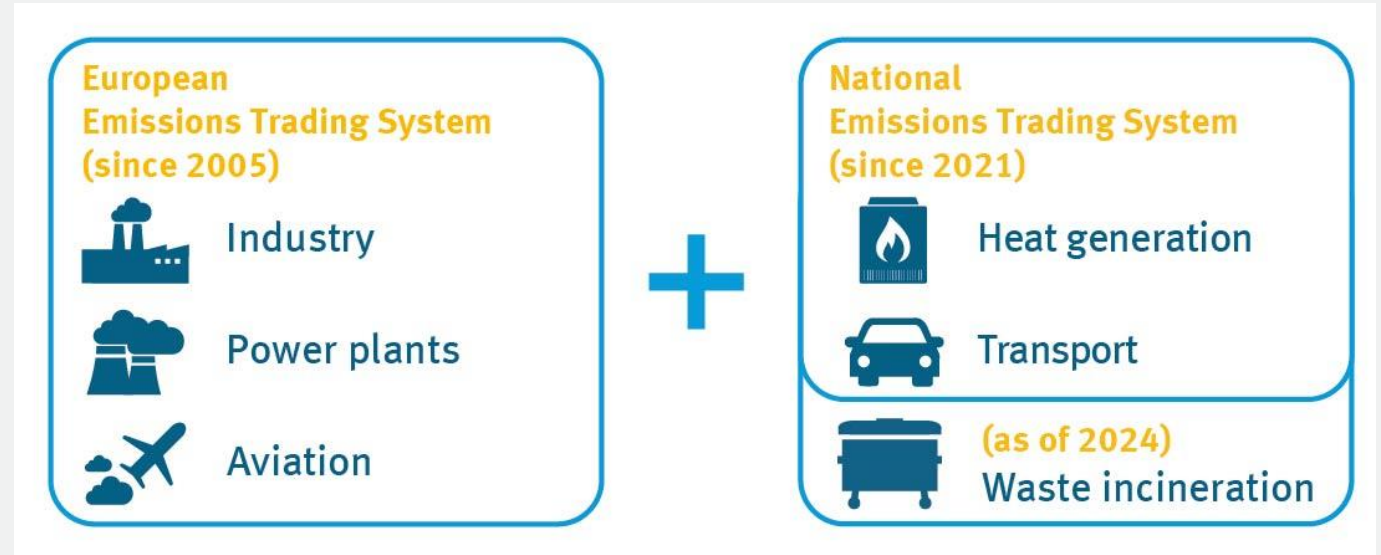 European
Emissions Trading System
(since 2005)
Industry
Power plants
Aviation
National
Emissions Trading System
(since 2021)
Heat generation
Transport
(as of 2024)
Waste incineration